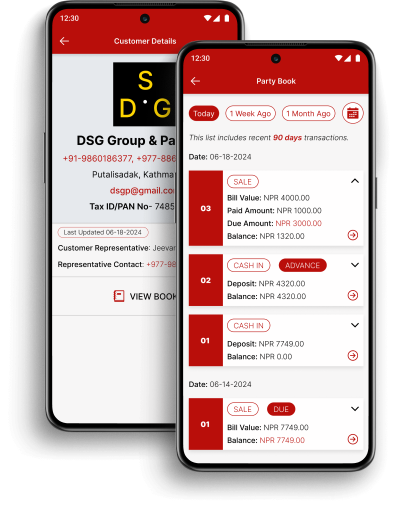 12:30
Customer Details
S
D G
DSG Group & Pa
+91-9860186377, +977-886
Putalisadak, Kathma
dsgp@gmail.co
Tax ID/PAN No- 7485
Last Updated 06-18-2024
Customer Representative: Jeevan
Representative Contact: +977-98
VIEW BOOK
12:30
Party Book
Today
1 Week Ago
1 Month Ago
This list includes recent 90 days transactions.
Date: 06-18-2024
03
SALE
Bill Value: NPR 4000.00
Paid Amount: NPR 1000.00
Due Amount: NPR 3000.00
Balance: NPR 1320.00
02
CASH IN
ADVANCE
Deposit: NPR 4320.00
Balance: NPR 4320.00
01
CASH IN
Deposit: NPR 7749.00
Balance: NPR 0.00
Date: 06-14-2024
01
SALE
DUE
Bill Value: NPR 7749.00
Balance: NPR 7749.00